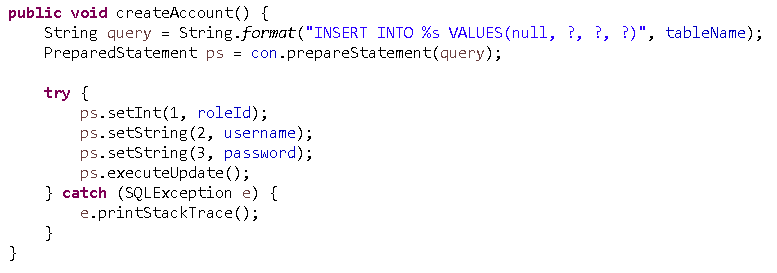 public void createAccount() {
    String query = String.format("INSERT INTO %s VALUES(null, ?, ?, ?)", tableName);
    PreparedStatement ps = con.prepareStatement(query);

    try {
        ps.setInt(1, roleId);
        ps.setString(2, username);
        ps.setString(3, password);
        ps.executeUpdate();
    } catch (SQLException e) {
        e.printStackTrace();
    }
}